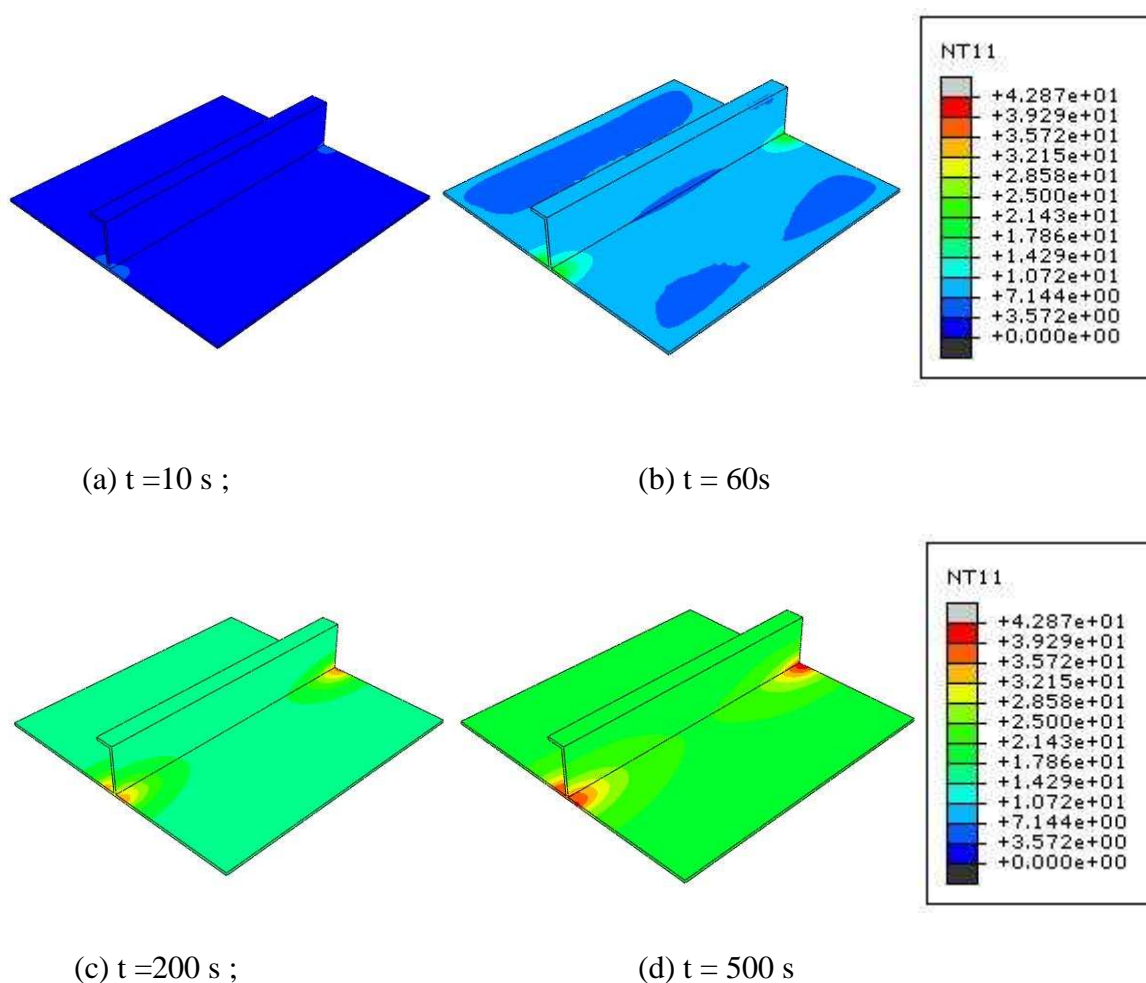 NT11
+4.287e+01
+3.929e+01
+3.572e+01
+3.215e+01
+2.858e+01
+2.500e+01
+2.143e+01
+1.786e+01
+1.429e+01
+1.072e+01
+7.144e+00
+3.572e+00
+0.000e+00
(a) t =10 s ;
(b) t = 60s
NT11
+4.287e+01
+3.929e+01
+3.572e+01
+3.215e+01
+2.858e+01
+2.500e+01
+2.143e+01
+1.786e+01
+1.429e+01
+1.072e+01
+7.144e+00
+3.572e+00
+0.000e+00
(c) t =200 s ;
(d) t = 500 s